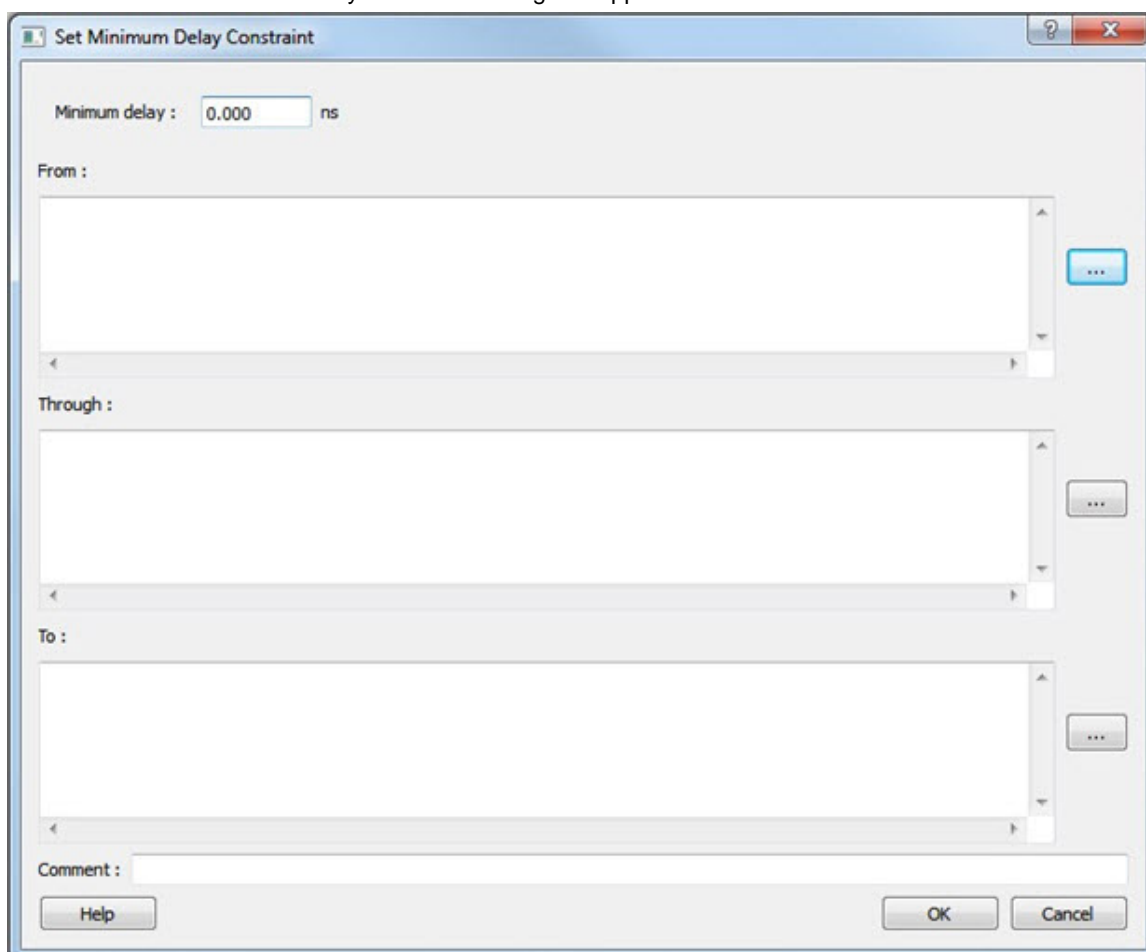 Set Minimum Delay Constraint
Minimum delay : 0.000 ns
From :
...
Through :
...
To :
...
Comment :
Help OK Cancel